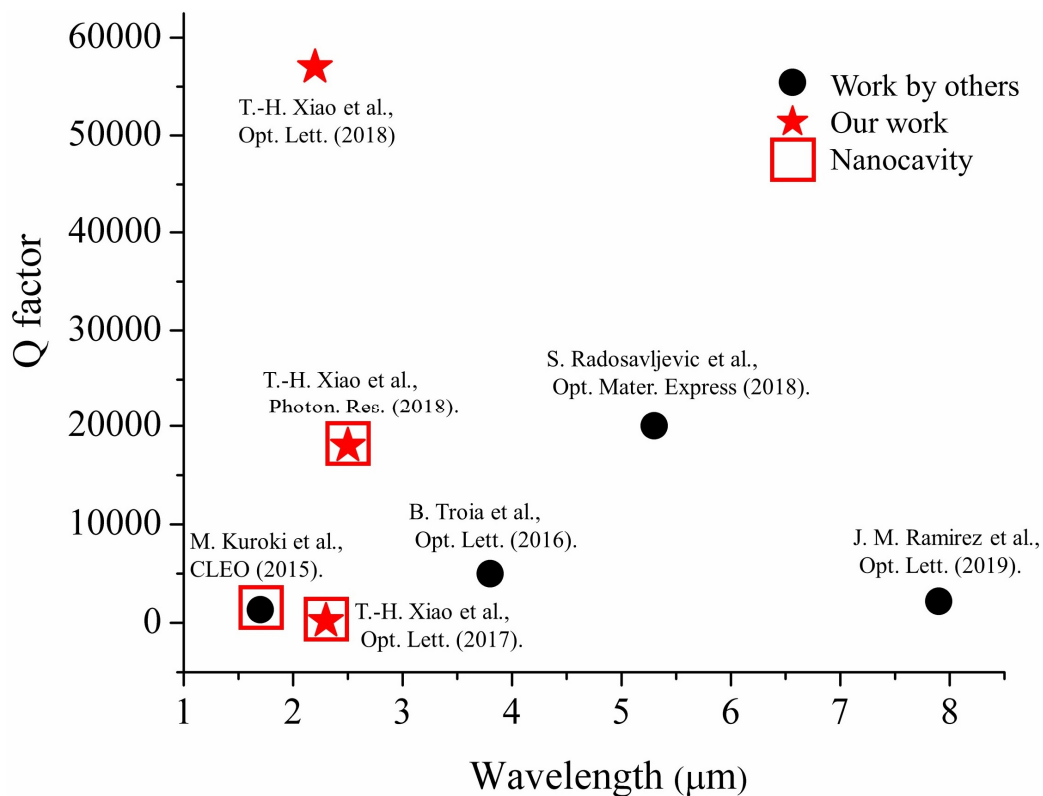 60000
50000
40000
30000
20000
10000
0
Q factor
T.-H. Xiao et al.,
Opt. Lett. (2018)
Work by others
Our work
Nanocavity
S. Radosavljevic et al.,
Opt. Mater. Express (2018).
T.-H. Xiao et al.,
Photon. Res. (2018).
B. Troia et al.,
Opt. Lett. (2016).
M. Kuroki et al.,
CLEO (2015).
J. M. Ramirez et al.,
Opt. Lett. (2019).
T.-H. Xiao et al.,
Opt. Lett. (2017).
1 2 3 4 5 6 7 8
Wavelength (μm)